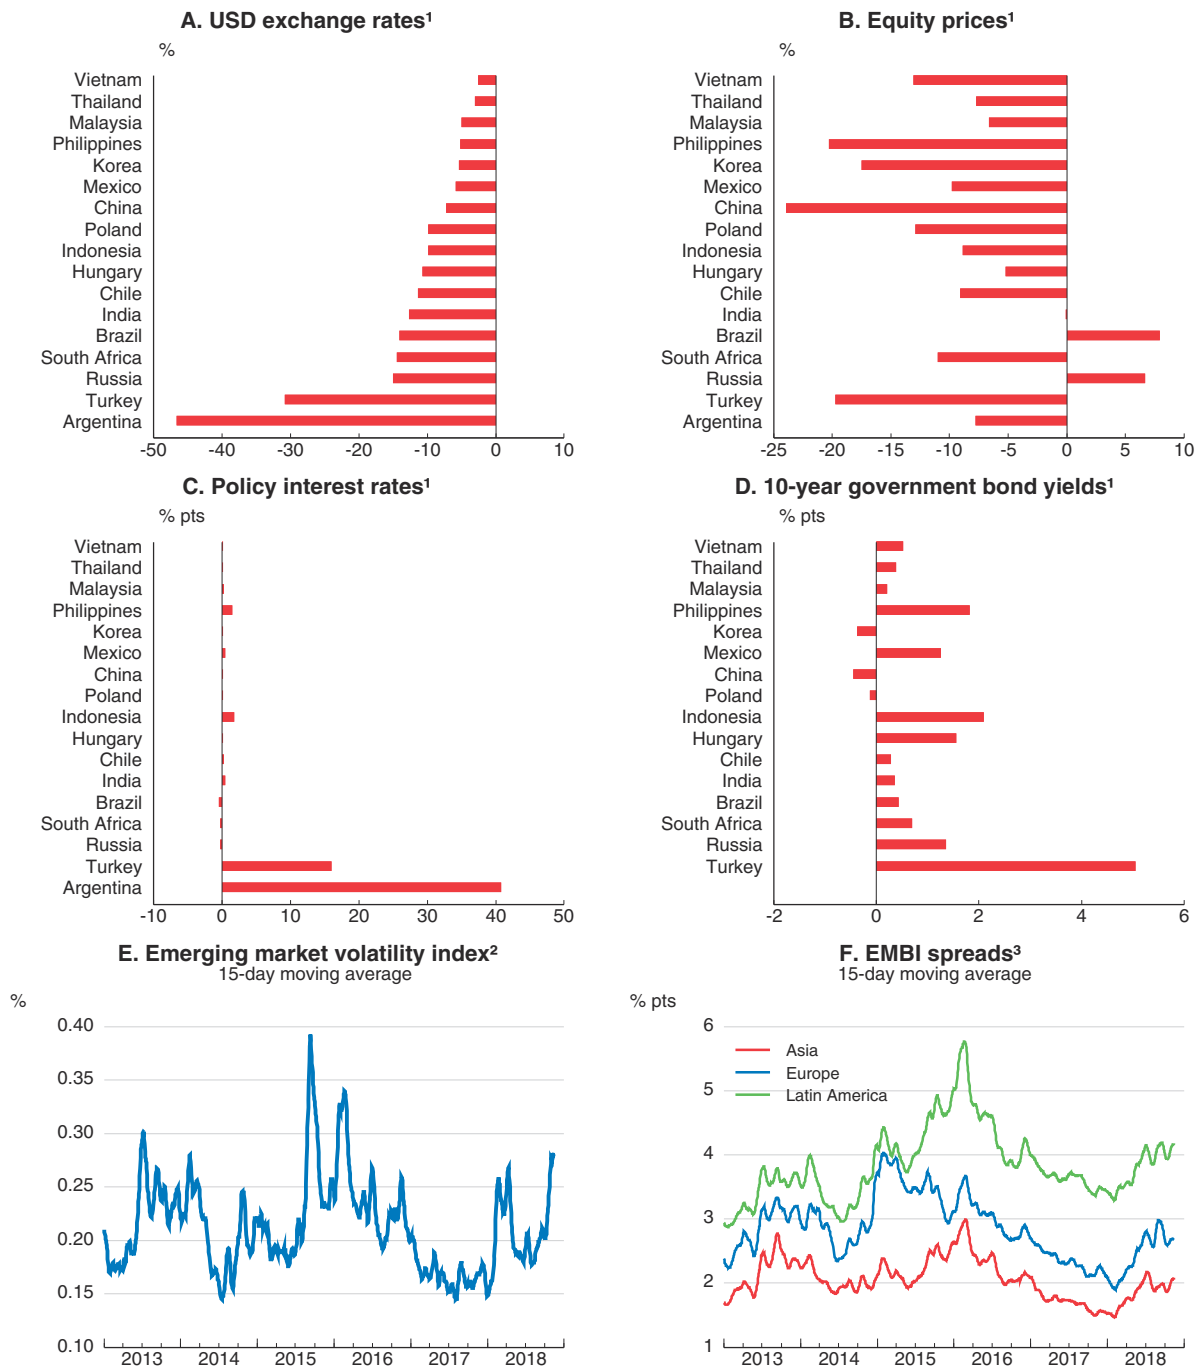 A. USD exchange rates¹
%
Vietnam
Thailand
Malaysia
Philippines
Korea
Mexico
China
Poland
Indonesia
Hungary
Chile
India
Brazil
South Africa
Russia
Turkey
Argentina
-50 -40 -30 -20 -10 0 10
B. Equity prices¹
%
Vietnam
Thailand
Malaysia
Philippines
Korea
Mexico
China
Poland
Indonesia
Hungary
Chile
India
Brazil
South Africa
Russia
Turkey
Argentina
-25 -20 -15 -10 -5 0 5 10
C. Policy interest rates¹
% pts
Vietnam
Thailand
Malaysia
Philippines
Korea
Mexico
China
Poland
Indonesia
Hungary
Chile
India
Brazil
South Africa
Russia
Turkey
Argentina
-10 0 10 20 30 40 50
D. 10-year government bond yields¹
% pts
Vietnam
Thailand
Malaysia
Philippines
Korea
Mexico
China
Poland
Indonesia
Hungary
Chile
India
Brazil
South Africa
Russia
Turkey
-2 0 2 4 6
E. Emerging market volatility index²
15-day moving average
%
0.40
0.35
0.30
0.25
0.20
0.15
0.10
2013 2014 2015 2016 2017 2018
F. EMBI spreads³
15-day moving average
% pts
6
5
4
3
2
1
Asia
Europe
Latin America
2013 2014 2015 2016 2017 2018